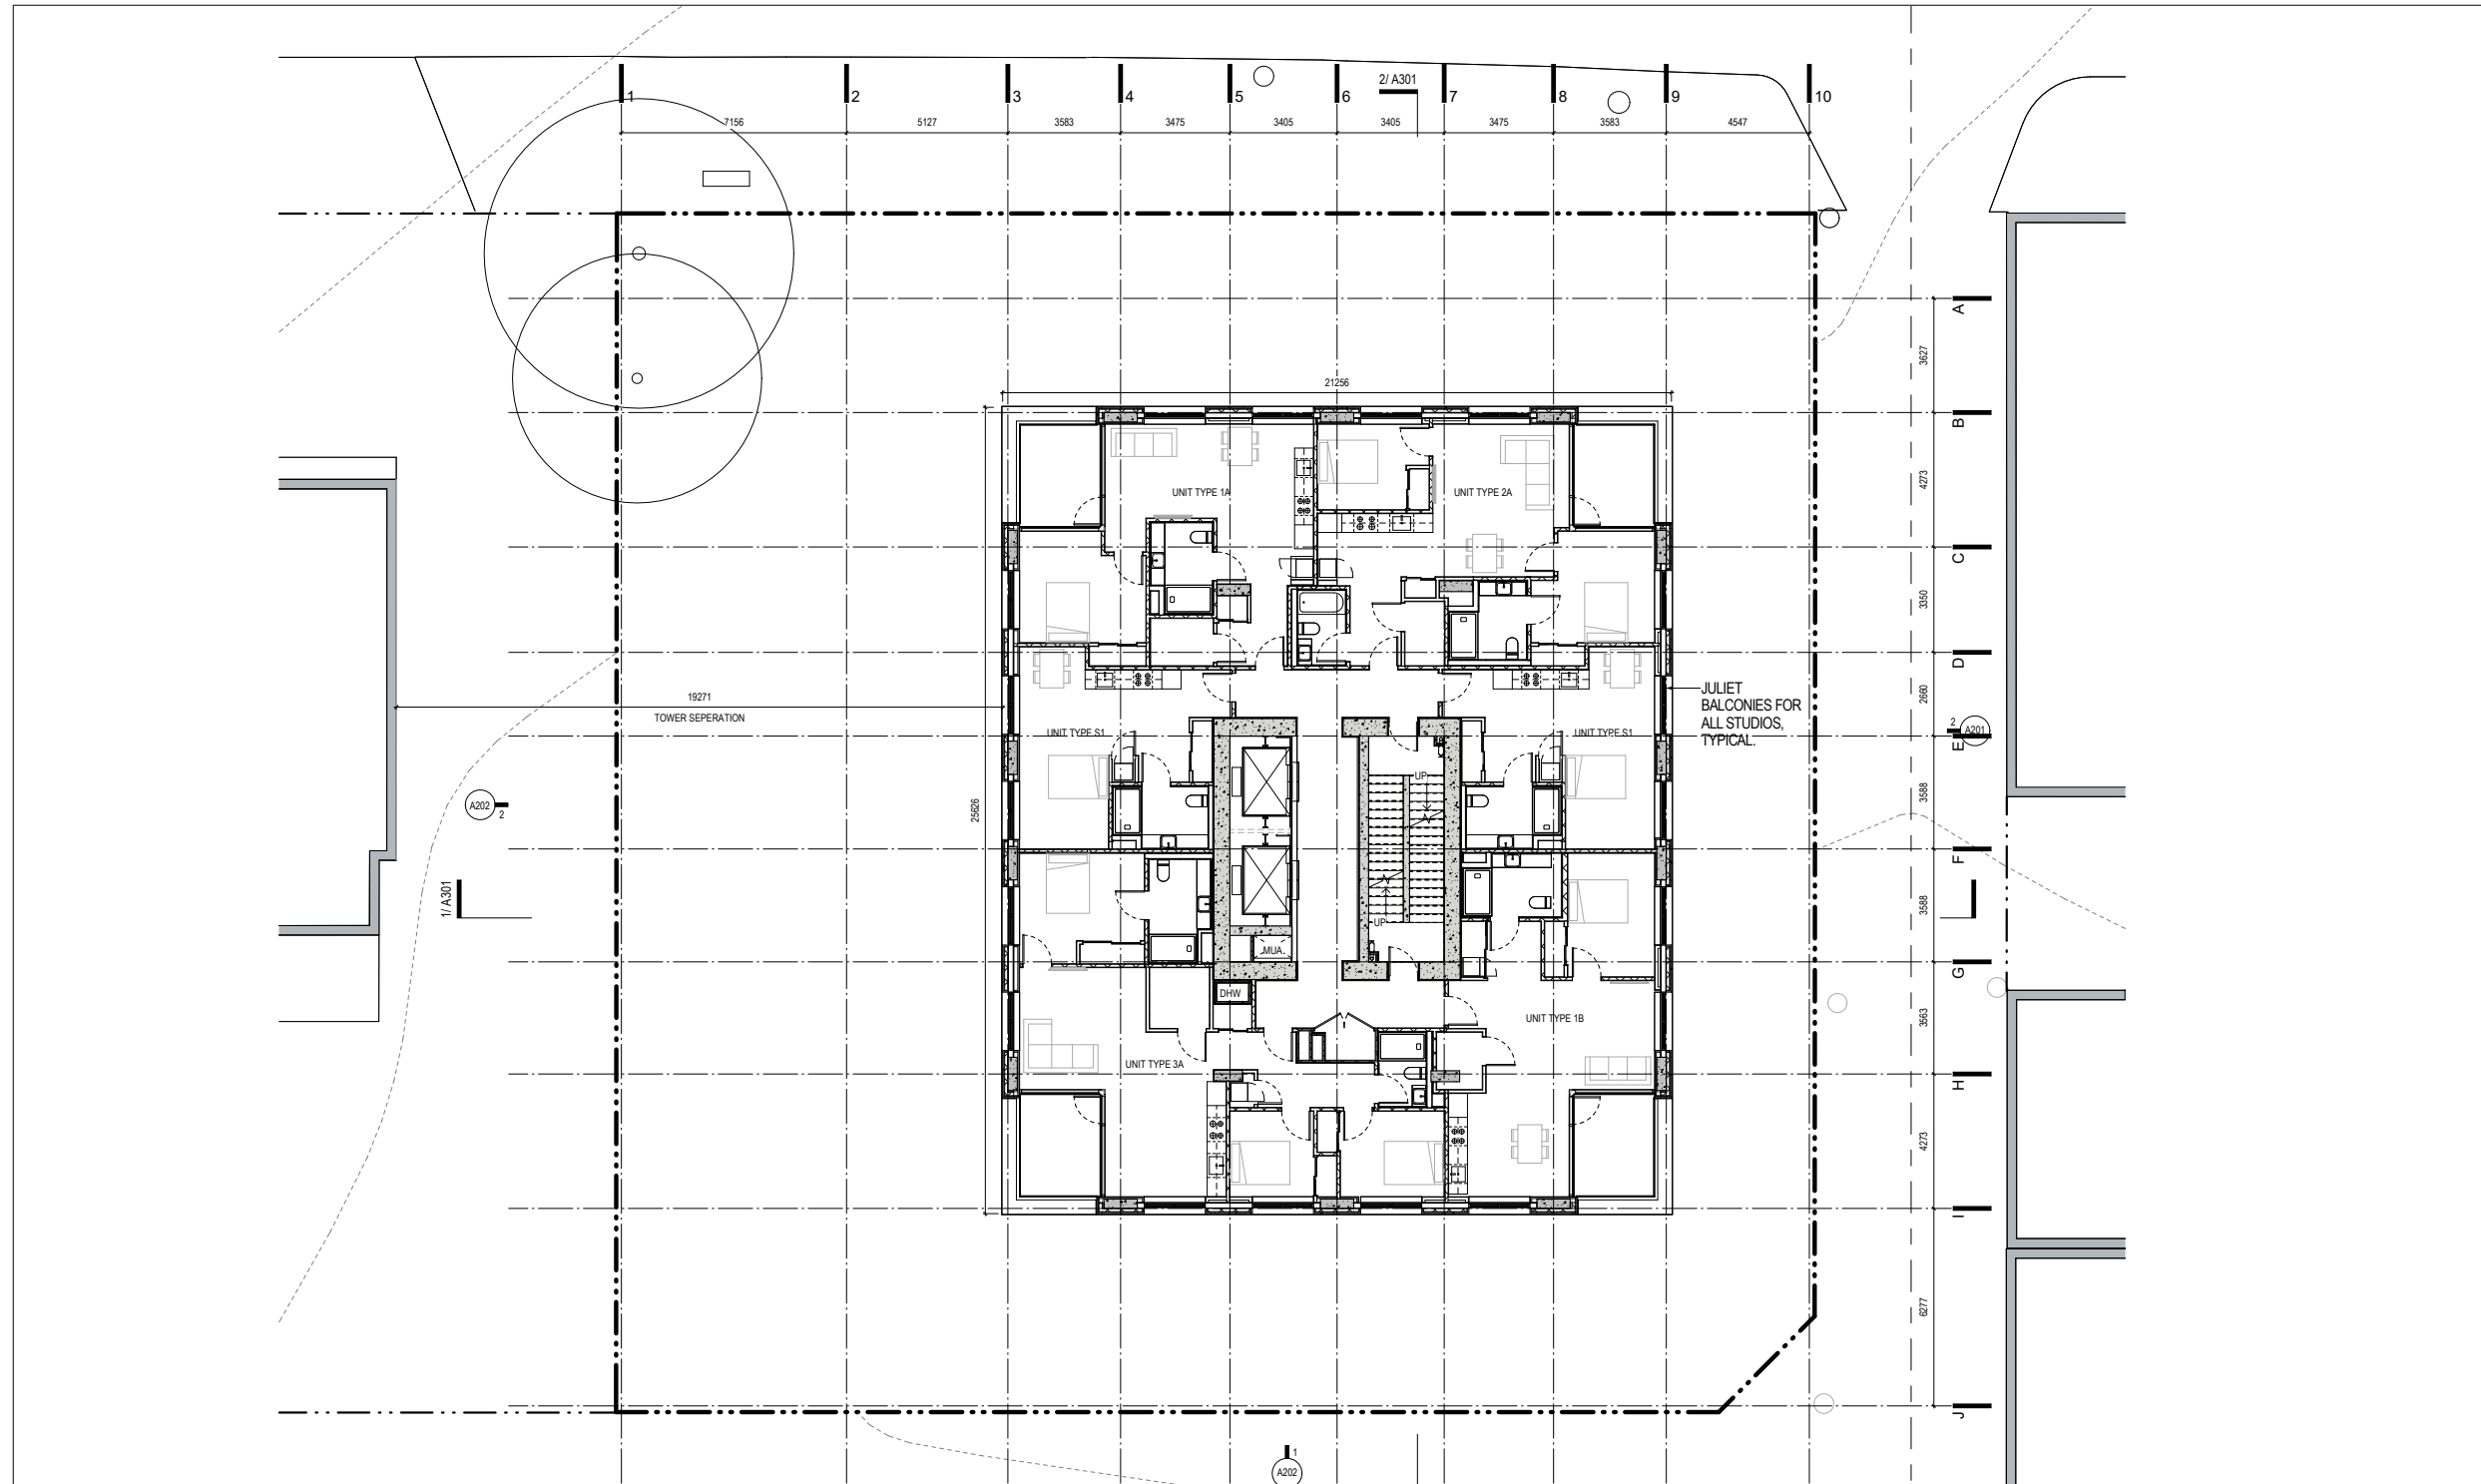 2/ A301
1
2
3
4
5
6
7
8
9
10
7156
5127
3583
3475
3405
3405
3475
3583
4547
A
3627
21256
B
4273
UNIT TYPE 1A
UNIT TYPE 2A
C
3350
D
2660
19271
TOWER SEPERATION
JULIET
BALCONIES FOR
ALL STUDIOS,
TYPICAL.
UNIT TYPE S1
UNIT TYPE S1
2
A201
E
UP
3588
25626
A202
2
F
1/ A301
3588
UP
MUA
G
DHW
UNIT TYPE 1B
3563
UNIT TYPE 3A
H
4273
I
6277
J
1
A202